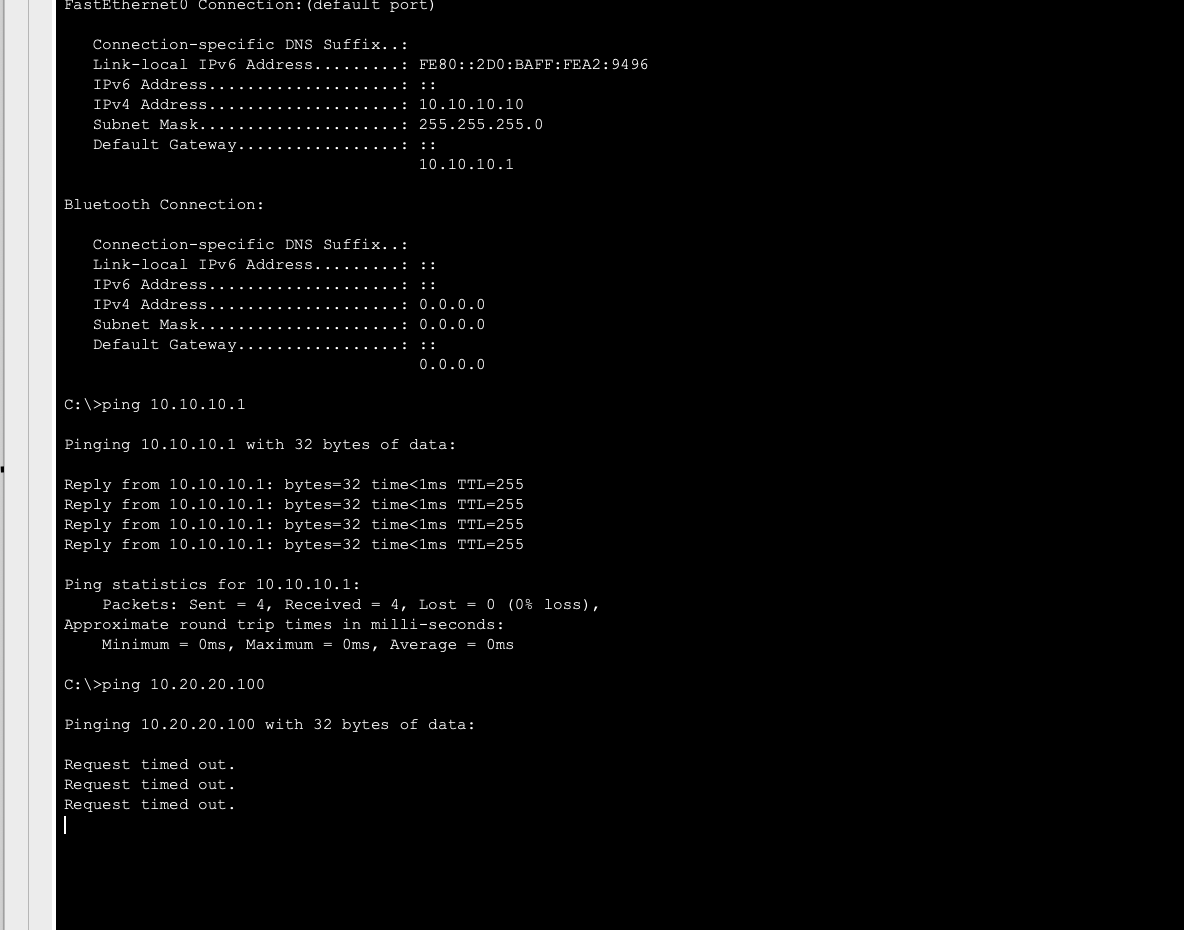 FastEthernet0 Connection:(default port)
Connection-specific DNS Suffix..:
Link-local IPv6 Address.........: FE80::2D0:BAFF:FEA2:9496
IPv6 Address....................: ::
IPv4 Address....................: 10.10.10.10
Subnet Mask.....................: 255.255.255.0
Default Gateway.................: ::
10.10.10.1
Bluetooth Connection:
Connection-specific DNS Suffix..:
Link-local IPv6 Address.........: ::
IPv6 Address....................: ::
IPv4 Address....................: 0.0.0.0
Subnet Mask.....................: 0.0.0.0
Default Gateway.................: ::
0.0.0.0
C:\>ping 10.10.10.1
Pinging 10.10.10.1 with 32 bytes of data:
Reply from 10.10.10.1: bytes=32 time<1ms TTL=255
Reply from 10.10.10.1: bytes=32 time<1ms TTL=255
Reply from 10.10.10.1: bytes=32 time<1ms TTL=255
Reply from 10.10.10.1: bytes=32 time<1ms TTL=255
Ping statistics for 10.10.10.1:
Packets: Sent = 4, Received = 4, Lost = 0 (0% loss),
Approximate round trip times in milli-seconds:
Minimum = 0ms, Maximum = 0ms, Average = 0ms
C:\>ping 10.20.20.100
Pinging 10.20.20.100 with 32 bytes of data:
Request timed out.
Request timed out.
Request timed out.